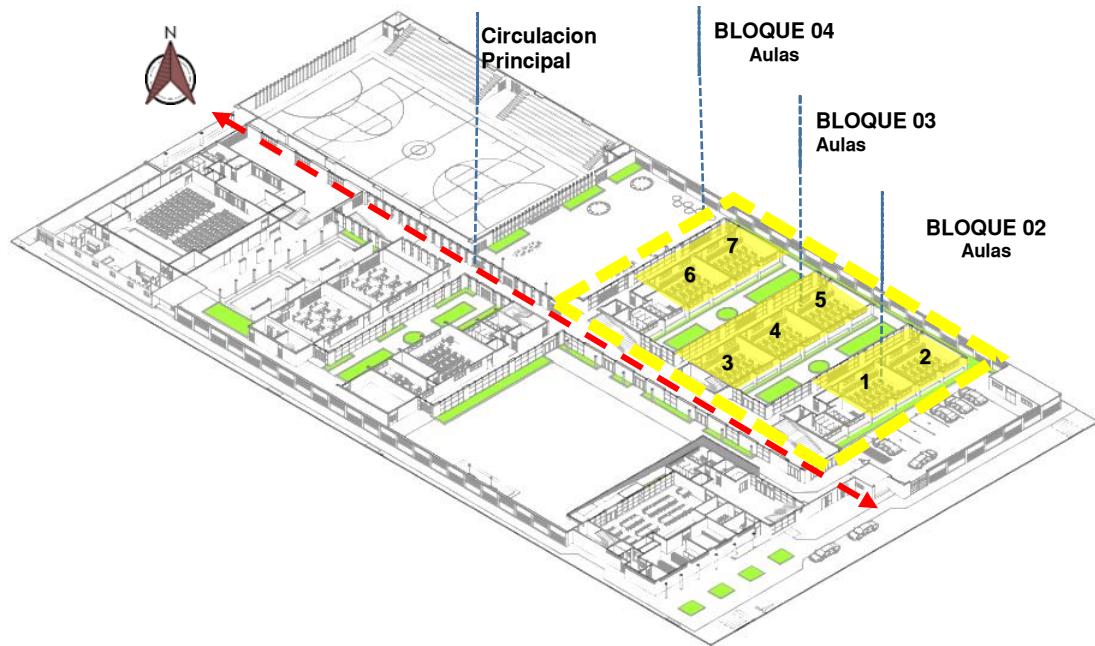 N
Circulacion
Principal
BLOQUE 04
Aulas
BLOQUE 03
Aulas
BLOQUE 02
Aulas
7
6
5
4
3
2
1